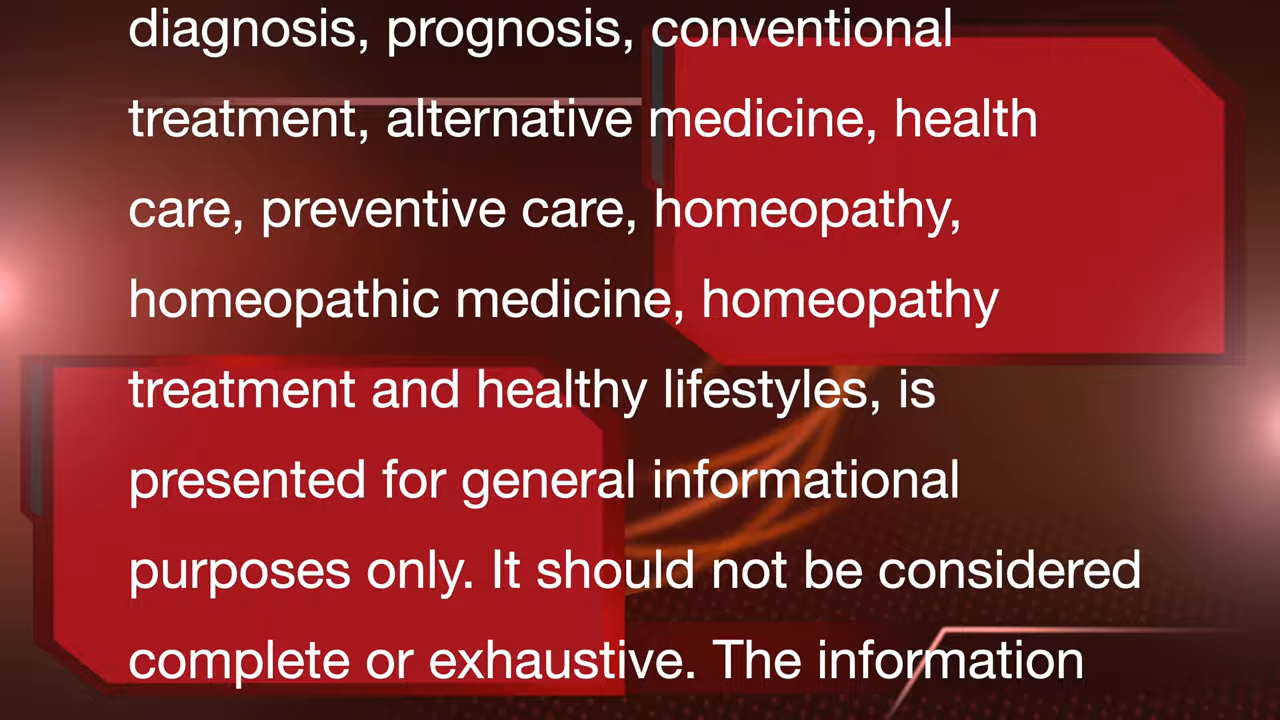 diagnosis, prognosis, conventional
treatment, alternative medicine, health
care, preventive care, homeopathy,
homeopathic medicine, homeopathy
treatment and healthy lifestyles, is
presented for general informational
purposes only. It should not be considered
complete or exhaustive. The information